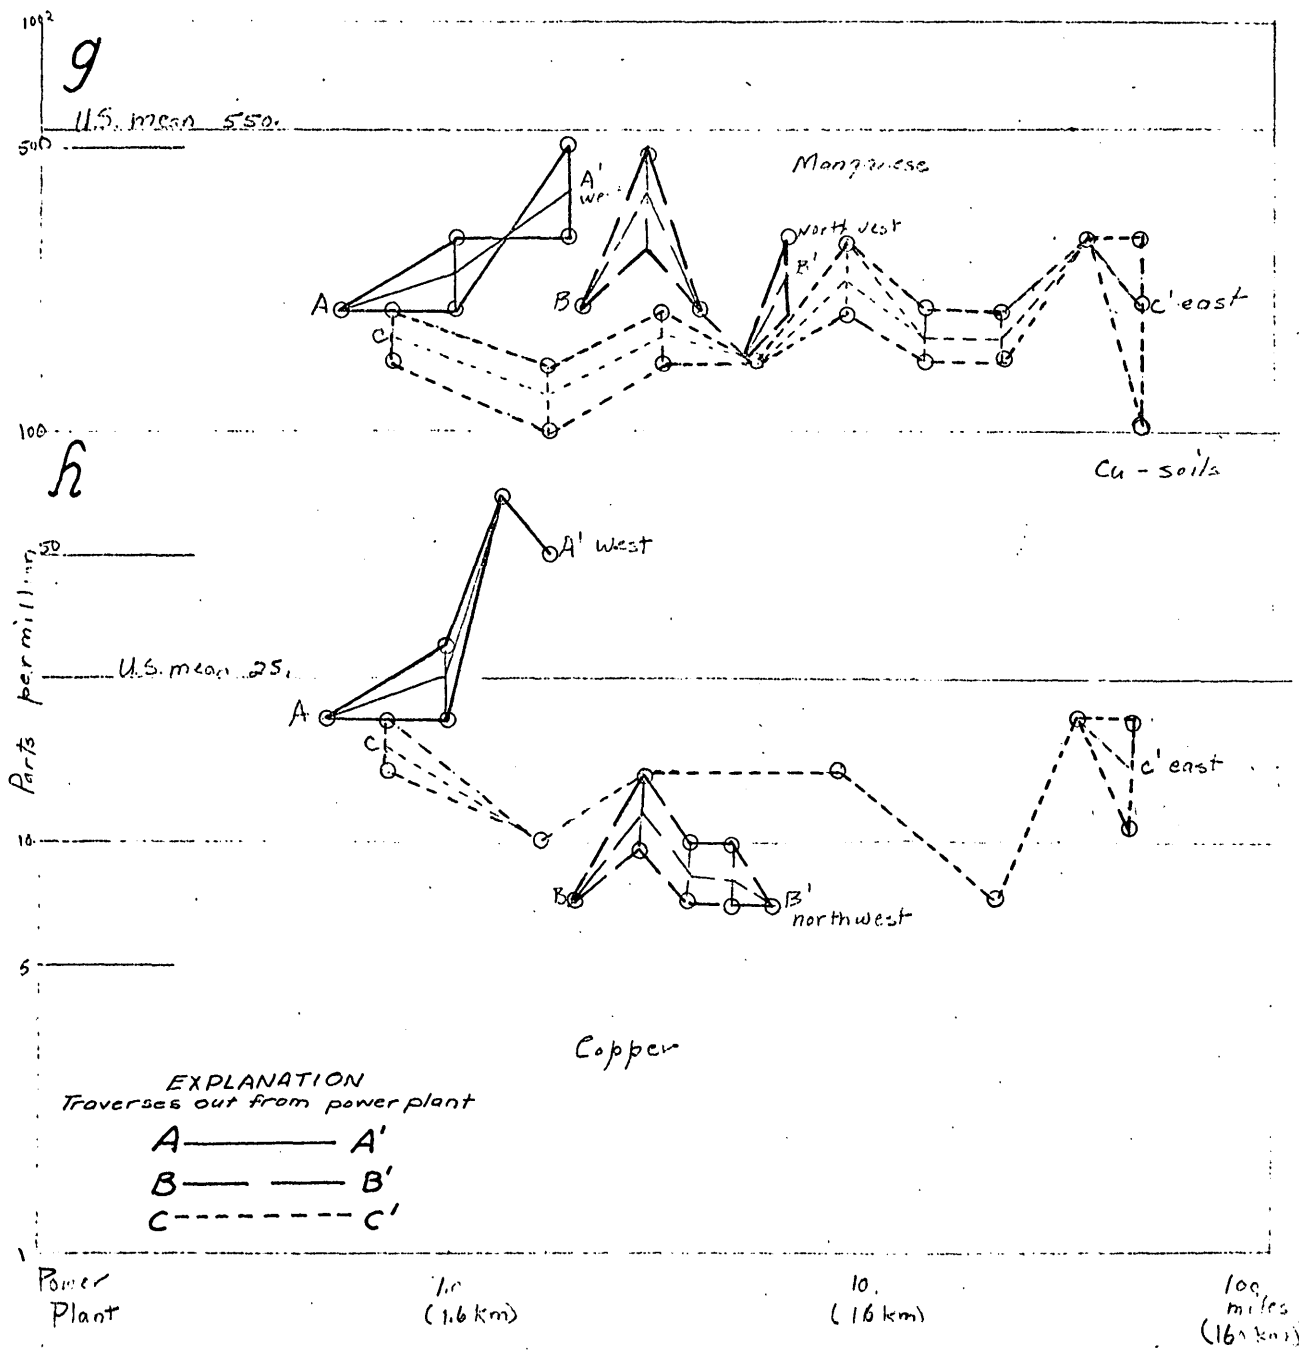 g
U.S. mean 550.
500
Manganese
A'
A
B
northwest
B'
C
C' east
100
h
Cu - soils
50
A' west
Parts per million
U.S. mean 25.
A
C
C' east
10
B
B'
northwest
5
Copper
EXPLANATION
Traverses out from power plant
A A'
B B'
C C'
1
Power
Plant
1.0
(1.6 km)
10.
(16 km)
100
miles